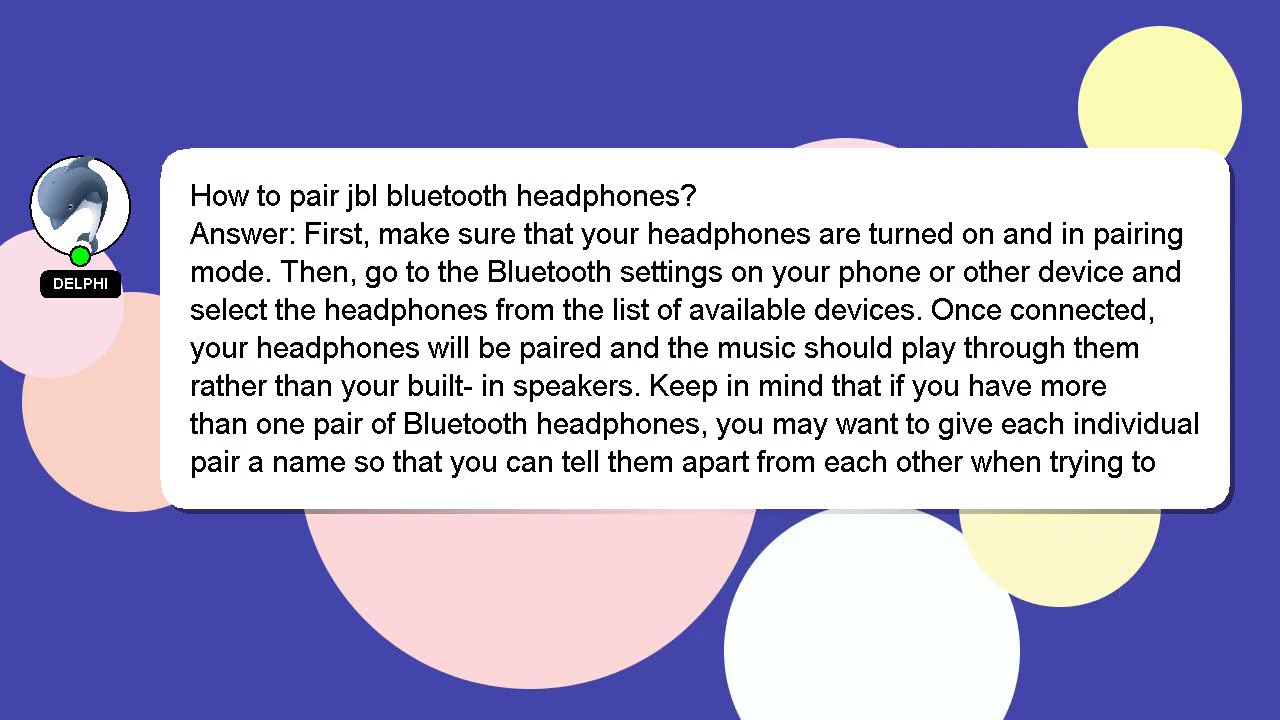 DELPHI
How to pair jbl bluetooth headphones?
Answer: First, make sure that your headphones are turned on and in pairing
mode. Then, go to the Bluetooth settings on your phone or other device and
select the headphones from the list of available devices. Once connected,
your headphones will be paired and the music should play through them
rather than your built- in speakers. Keep in mind that if you have more
than one pair of Bluetooth headphones, you may want to give each individual
pair a name so that you can tell them apart from each other when trying to